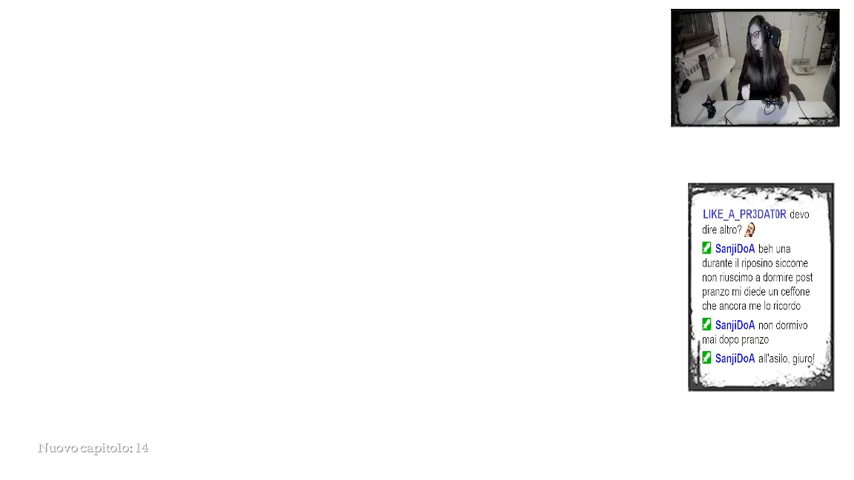 LIKE_A_PR3DAT0R devo
dire altro?
SanjiDoA beh una
durante il riposino siccome
non riuscimo a dormire post
pranzo mi diede un ceffone
che ancora me lo ricordo
SanjiDoA non dormivo
mai dopo pranzo
SanjiDoA all'asilo, giuro!
Nuovo capitolo: 14